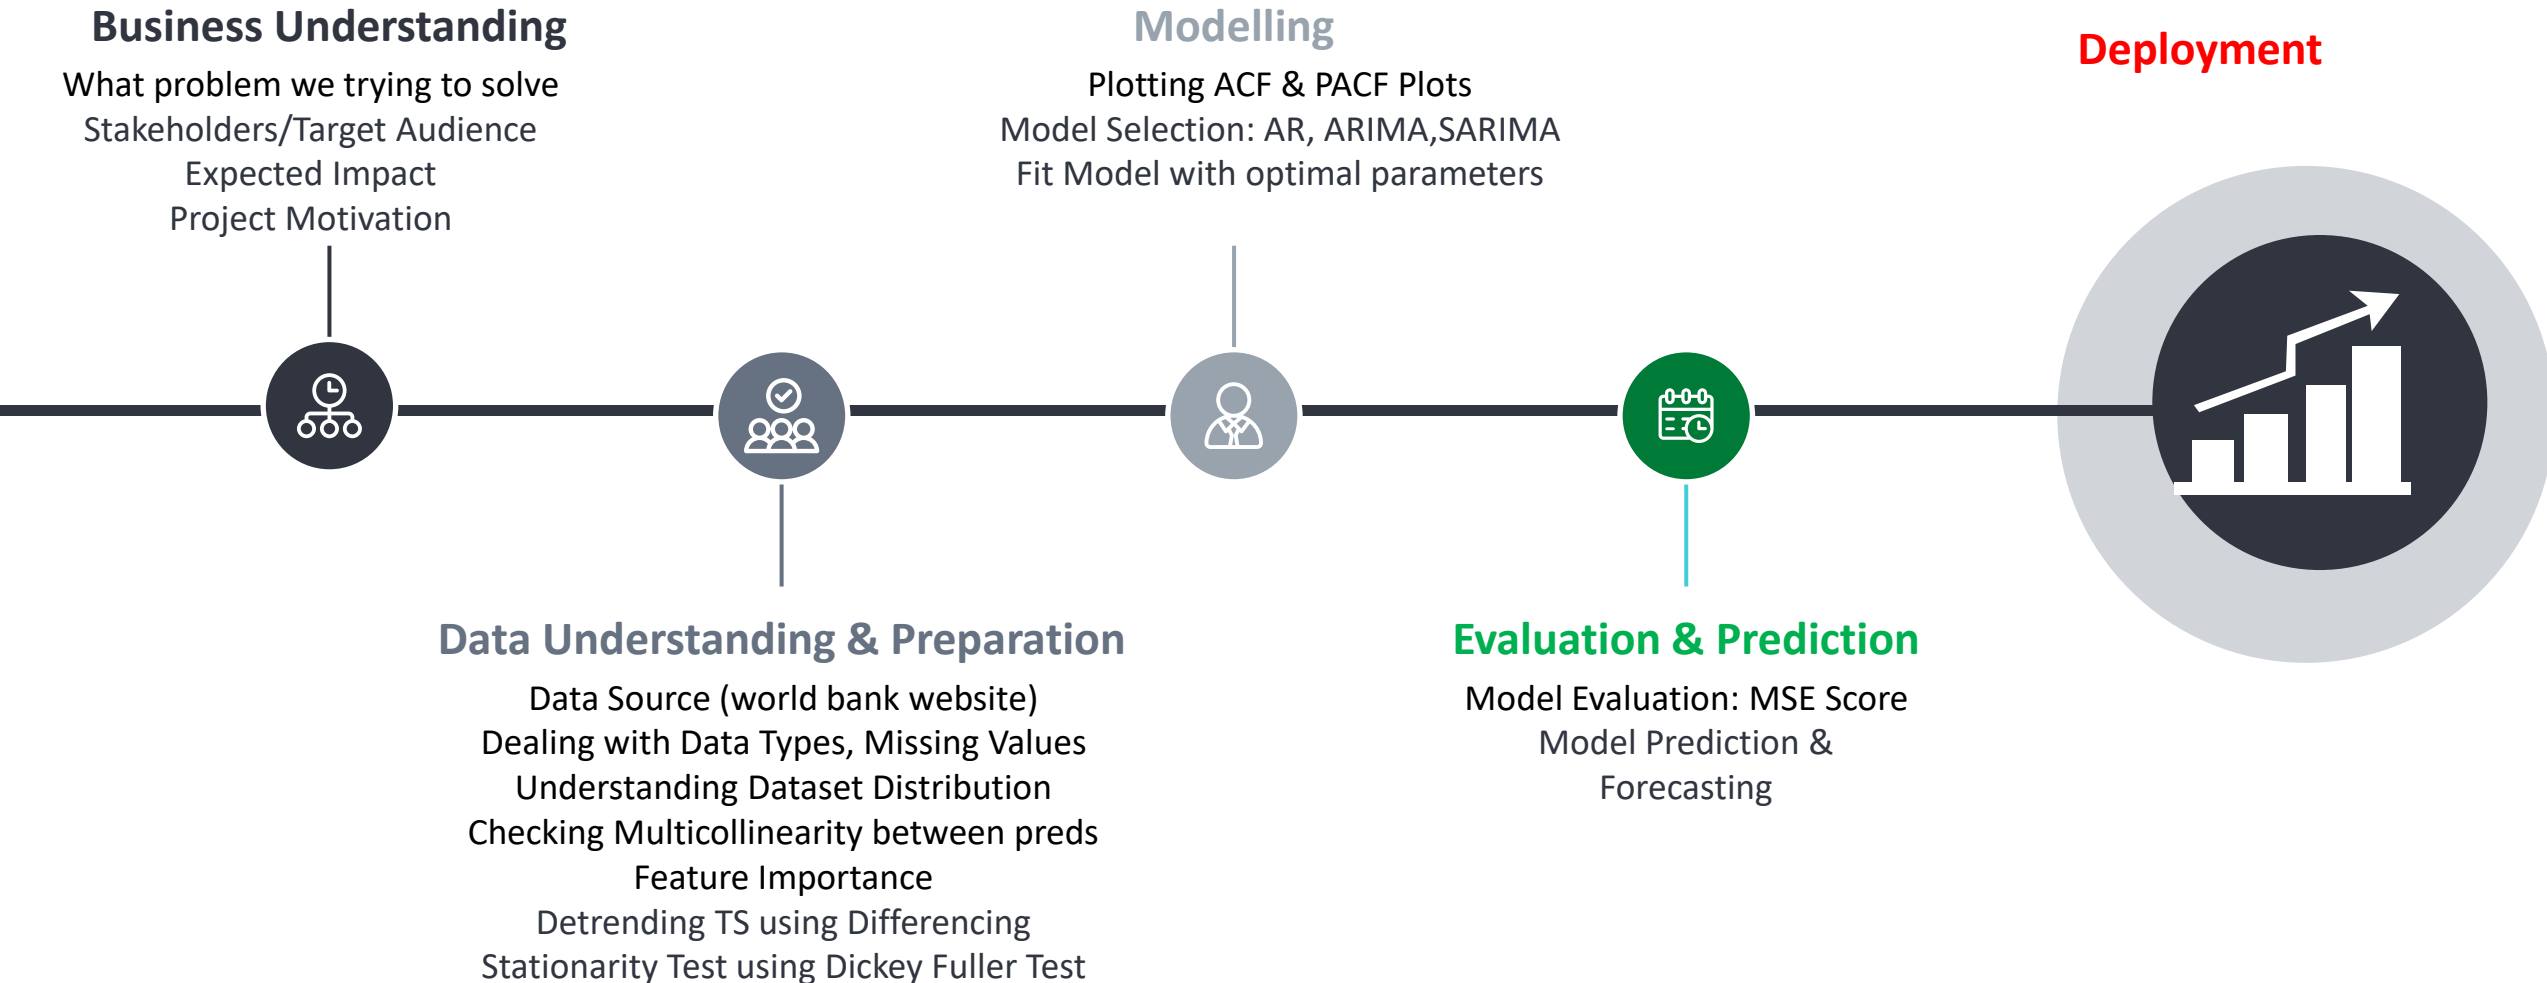 Business Understanding
What problem we trying to solve
Stakeholders/Target Audience
Expected Impact
Project Motivation
Data Understanding & Preparation
Data Source (world bank website)
Dealing with Data Types, Missing Values
Understanding Dataset Distribution
Checking Multicollinearity between preds
Feature Importance
Detrending TS using Differencing
Stationarity Test using Dickey Fuller Test
Modelling
Plotting ACF & PACF Plots
Model Selection: AR, ARIMA,SARIMA
Fit Model with optimal parameters
Evaluation & Prediction
Model Evaluation: MSE Score
Model Prediction &
Forecasting
Deployment